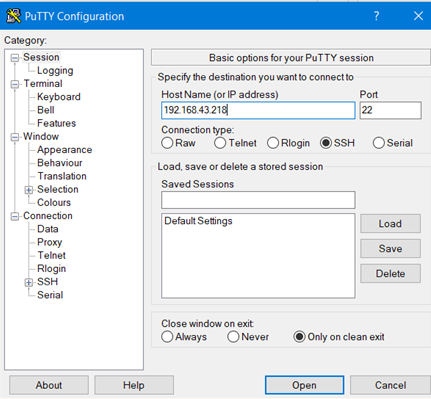 PuTTY Configuration
?
Category:
Session
Logging
Terminal
Keyboard
Bell
Features
Window
Appearance
Behaviour
Translation
Selection
Colours
Connection
Data
Proxy
Telnet
Rlogin
SSH
Serial
Basic options for your PuTTY session
Specify the destination you want to connect to
Host Name (or IP address) Port
192.168.43.218 22
Connection type:
Raw Telnet Rlogin SSH Serial
Load, save or delete a stored session
Saved Sessions
Default Settings
Load
Save
Delete
Close window on exit:
Always Never Only on clean exit
About Help Open Cancel